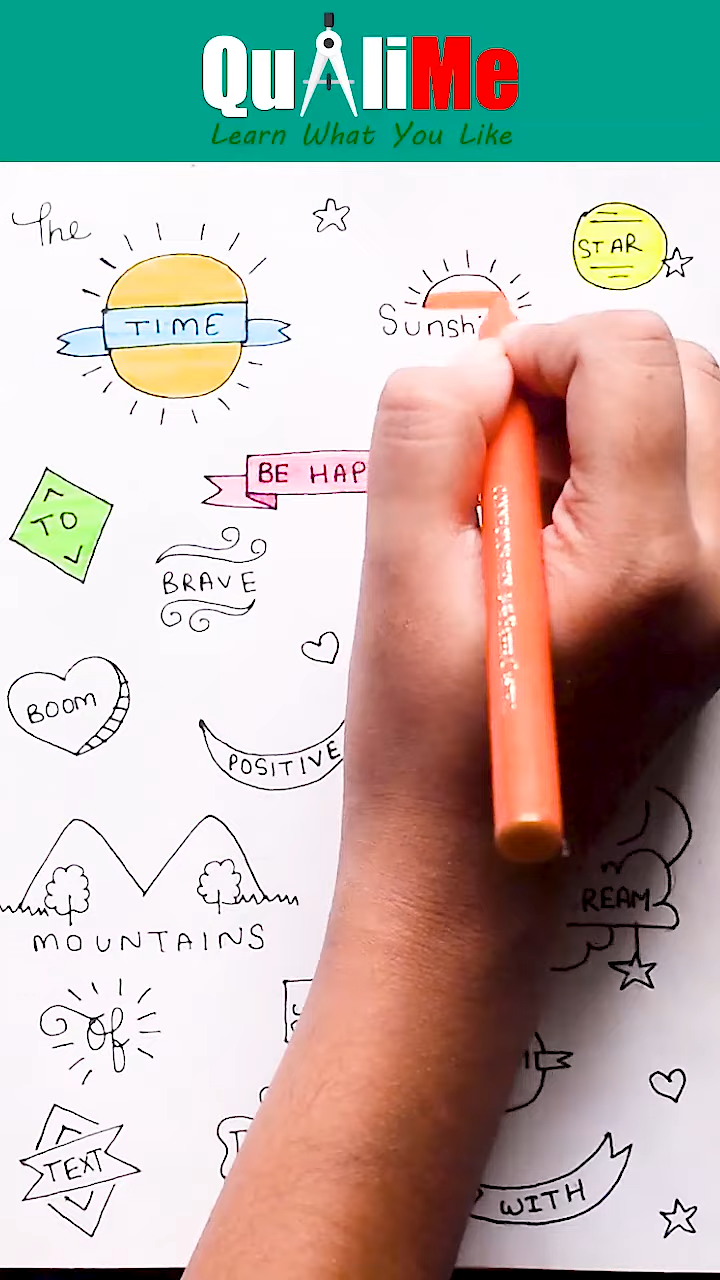 QuAliMe
Learn What You Like
The
STAR
TIME
Sunshi
BE HAP
TO
BRAVE
BOOM
POSITIVE
REAM
MOUNTAINS
Of
TEXT
WITH